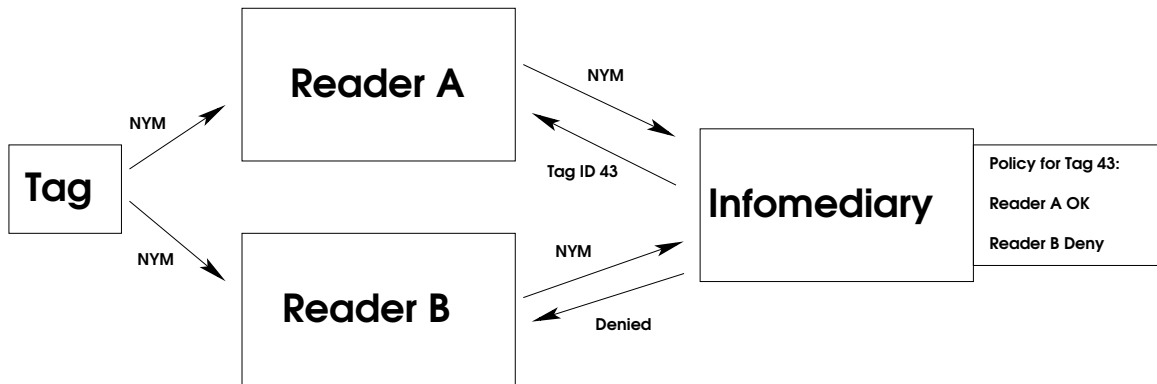 Reader A
NYM
NYM
Tag ID 43
Tag
NYM
Infomediary
Policy for Tag 43:
Reader A OK
Reader B Deny
NYM
Reader B
NYM
Denied